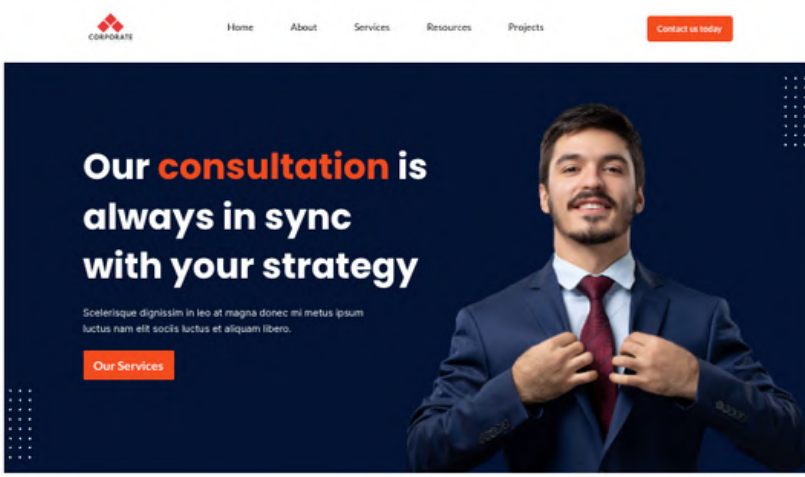 CORPORATE
Home About Services Resources Projects
Contact us today
Our consultation is
always in sync
with your strategy
Scelerisque dignissim in leo at magna donec mi metus ipsum
luctus nam elit sociis luctus et aliquam libero.
Our Services